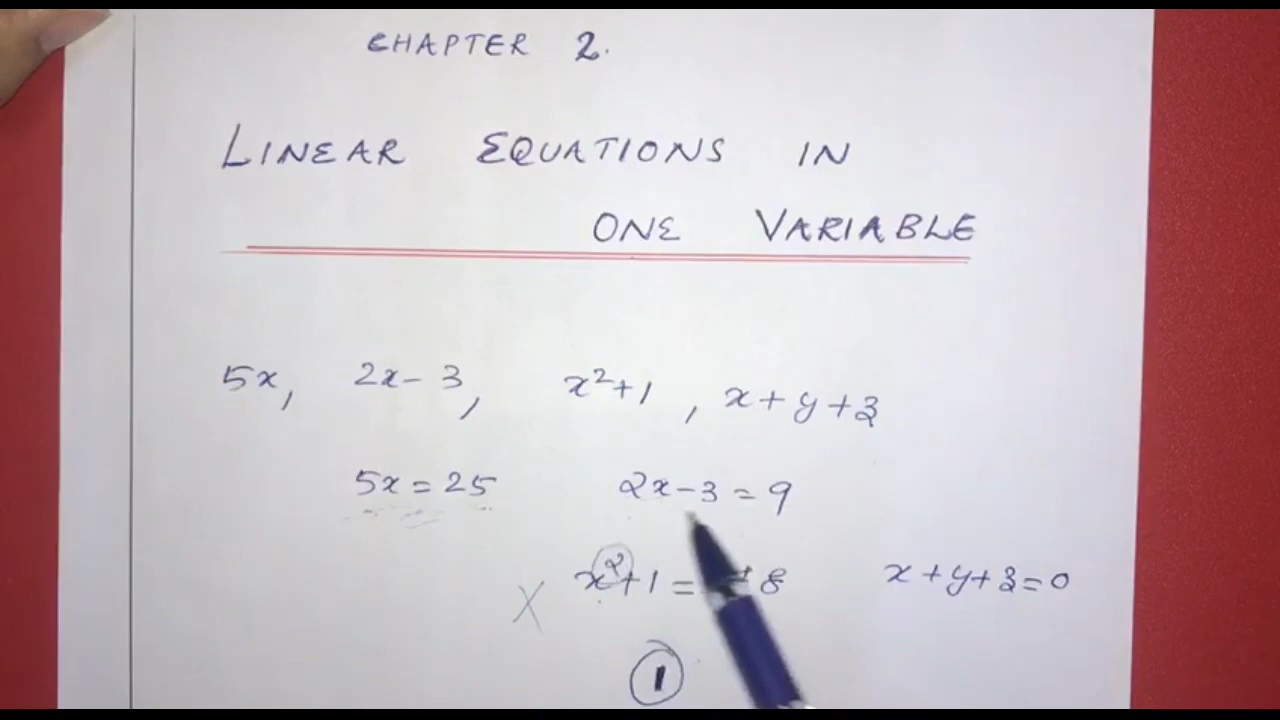 CHAPTER 2.
LINEAR EQUATIONS IN
ONE VARIABLE
5x, 2x-3, x²+1, x+y+3
5x=25 2x-3=9
X x²+1= 8 x+y+3=0
1